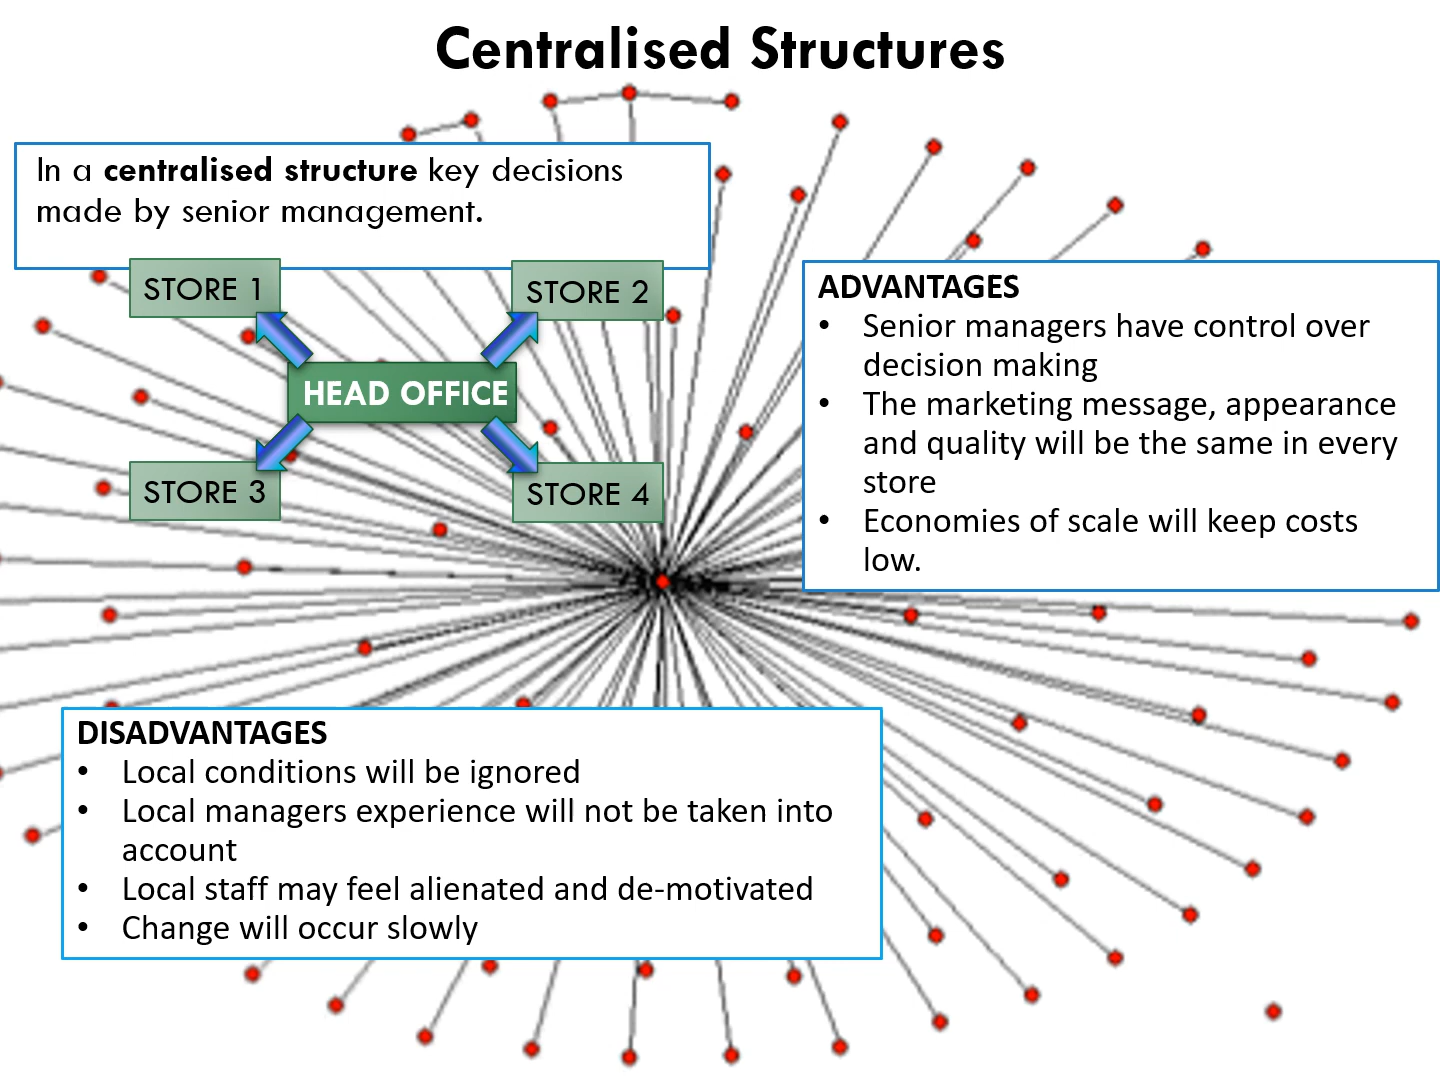 Centralised Structures
In a centralised structure key decisions
made by senior management.
STORE 1
STORE 2
HEAD OFFICE
STORE 3
STORE 4
ADVANTAGES
• Senior managers have control over
decision making
• The marketing message, appearance
and quality will be the same in every
store
• Economies of scale will keep costs
low.
DISADVANTAGES
• Local conditions will be ignored
• Local managers experience will not be taken into
account
• Local staff may feel alienated and de-motivated
• Change will occur slowly